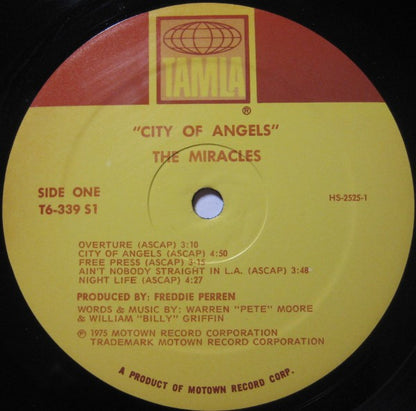 TAMLA
®
"CITY OF ANGELS"
THE MIRACLES
SIDE ONE
T6-339 S1
HS-2525-1
OVERTURE (ASCAP) 3:10
CITY OF ANGELS (ASCAP) 4:50
FREE PRESS (ASCAP) 3:15
AIN'T NOBODY STRAIGHT IN L.A. (ASCAP) 3:48
NIGHT LIFE (ASCAP) 4:27
PRODUCED BY: FREDDIE PERREN
WORDS & MUSIC BY: WARREN "PETE" MOORE
& WILLIAM "BILLY" GRIFFIN
℗ 1975 MOTOWN RECORD CORPORATION
TRADEMARK MOTOWN RECORD CORPORATION
A PRODUCT OF MOTOWN RECORD CORP.